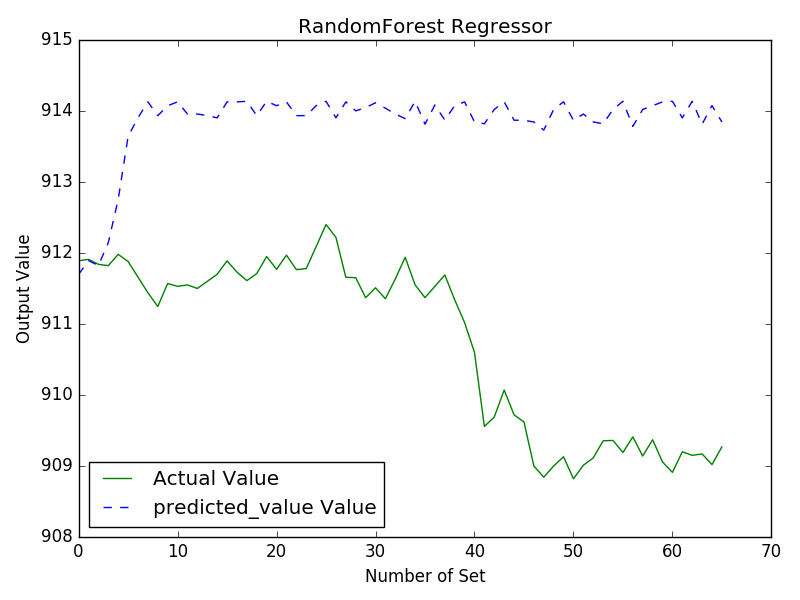 RandomForest Regressor
915
914
913
912
911
910
909
908
Output Value
Actual Value
predicted_value Value
0 10 20 30 40 50 60 70
Number of Set